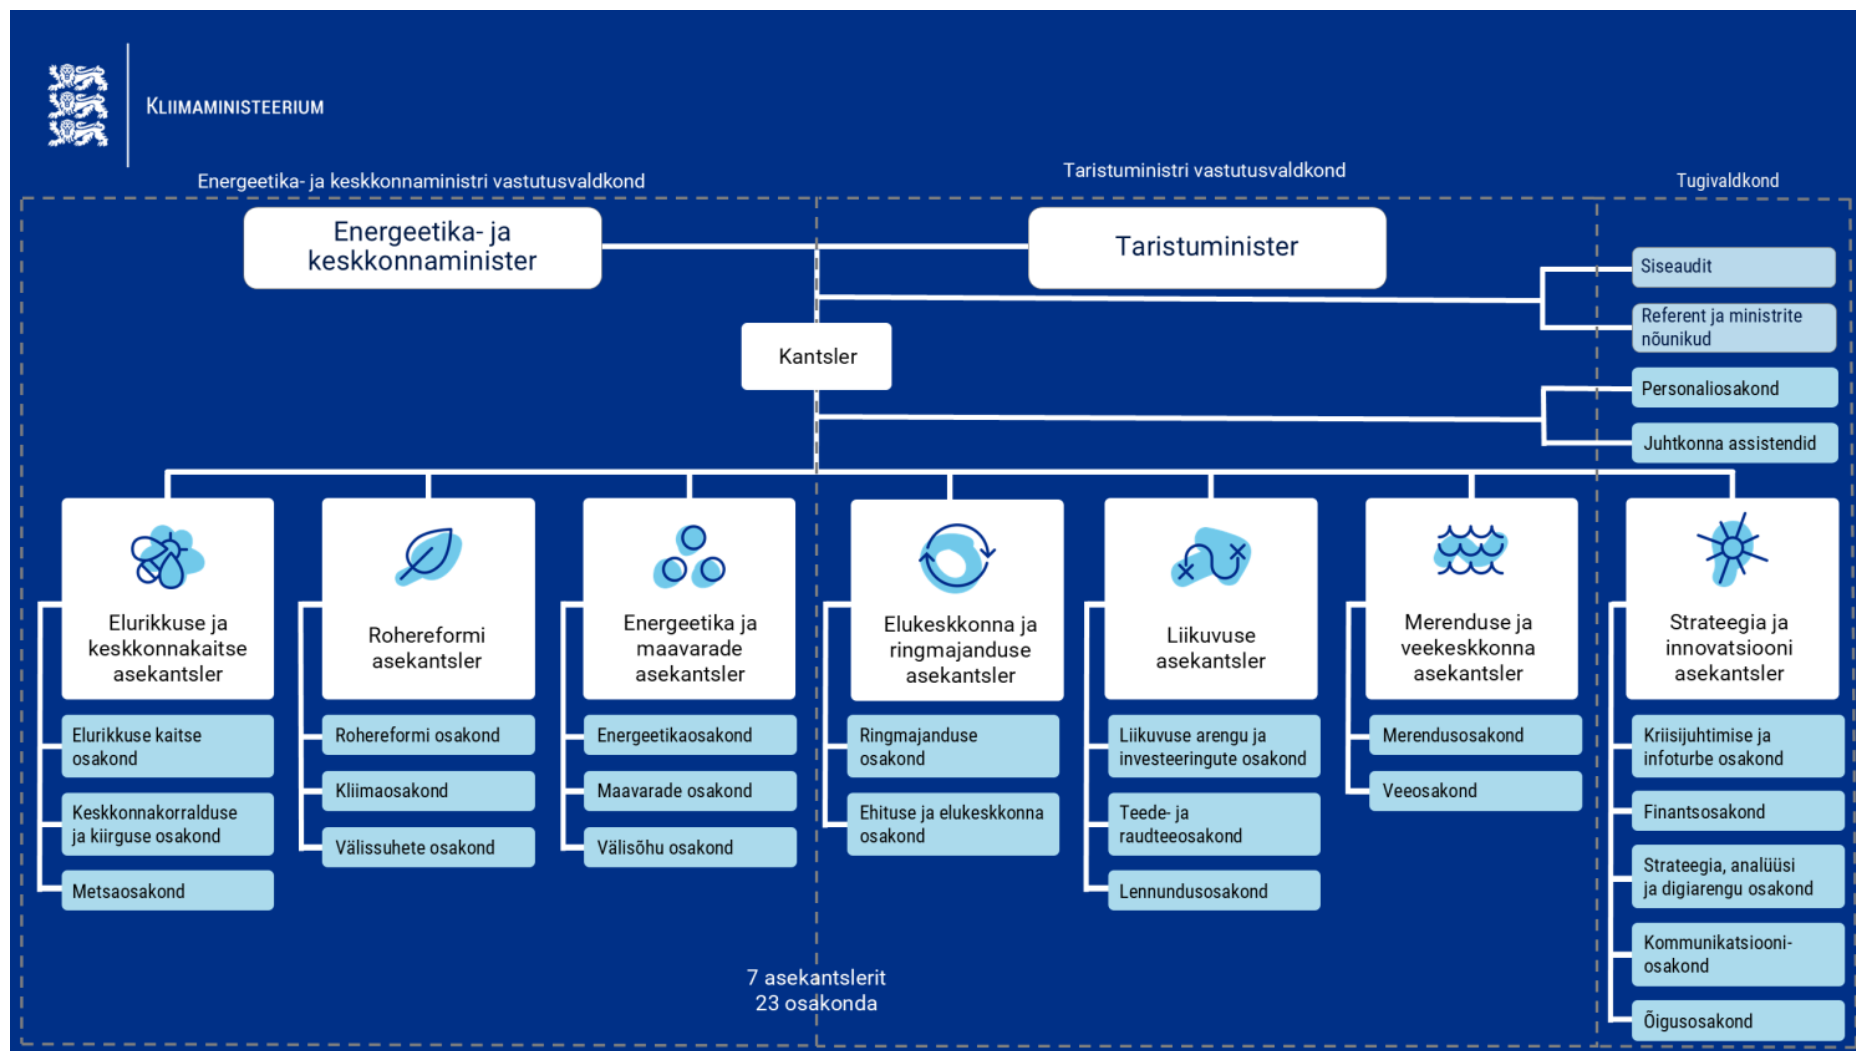 KLIIMAMINISTEERIUM
Energeetika- ja keskkonnaministri vastutusvaldkond
Taristuministri vastutusvaldkond
Tugivaldkond
Energeetika- ja
keskkonnaminister
Taristuminister
Siseaudit
Referent ja ministrite
nõunikud
Kantsler
Personaliosakond
Juhtkonna assistendid
Elurikkuse ja
keskkonnakaitse
asekantsler
Elurikkuse kaitse
osakond
Keskkonnakorralduse
ja kiirguse osakond
Metsaosakond
Rohereformi
asekantsler
Rohereformi osakond
Kliimaosakond
Välissuhete osakond
Energeetika ja
maavarade
asekantsler
Energeetikaosakond
Maavarade osakond
Välisõhu osakond
Elukeskkonna ja
ringmajanduse
asekantsler
Ringmajanduse
osakond
Ehituse ja elukeskkonna
osakond
Liikuvuse
asekantsler
Liikuvuse arengu ja
investeeringute osakond
Teede- ja
raudteeosakond
Lennundusosakond
Merenduse ja
veekeskkonna
asekantsler
Merendusosakond
Veeosakond
Strateegia ja
innovatsiooni
asekantsler
Kriisijuhtimise ja
infoturbe osakond
Finantsosakond
Strateegia, analüüsi
ja digiarengu osakond
Kommunikatsiooni-
osakond
Õigusosakond
7 asekantslerit
23 osakonda